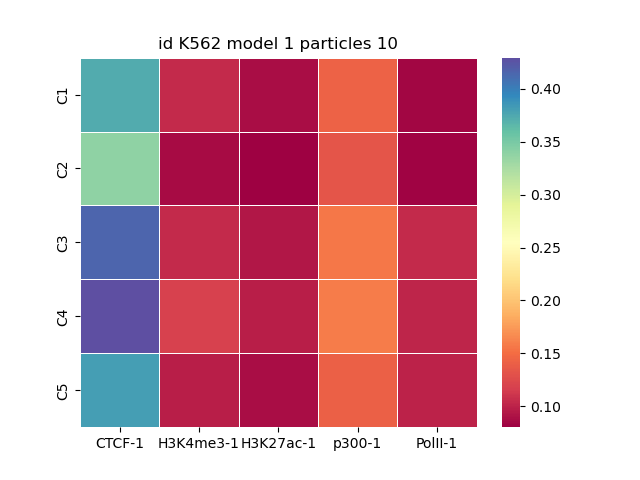 id K562 model 1 particles 10
C1
C2
C3
C4
C5
CTCF-1 H3K4me3-1 H3K27ac-1 p300-1 PolII-1
0.40
0.35
0.30
0.25
0.20
0.15
0.10